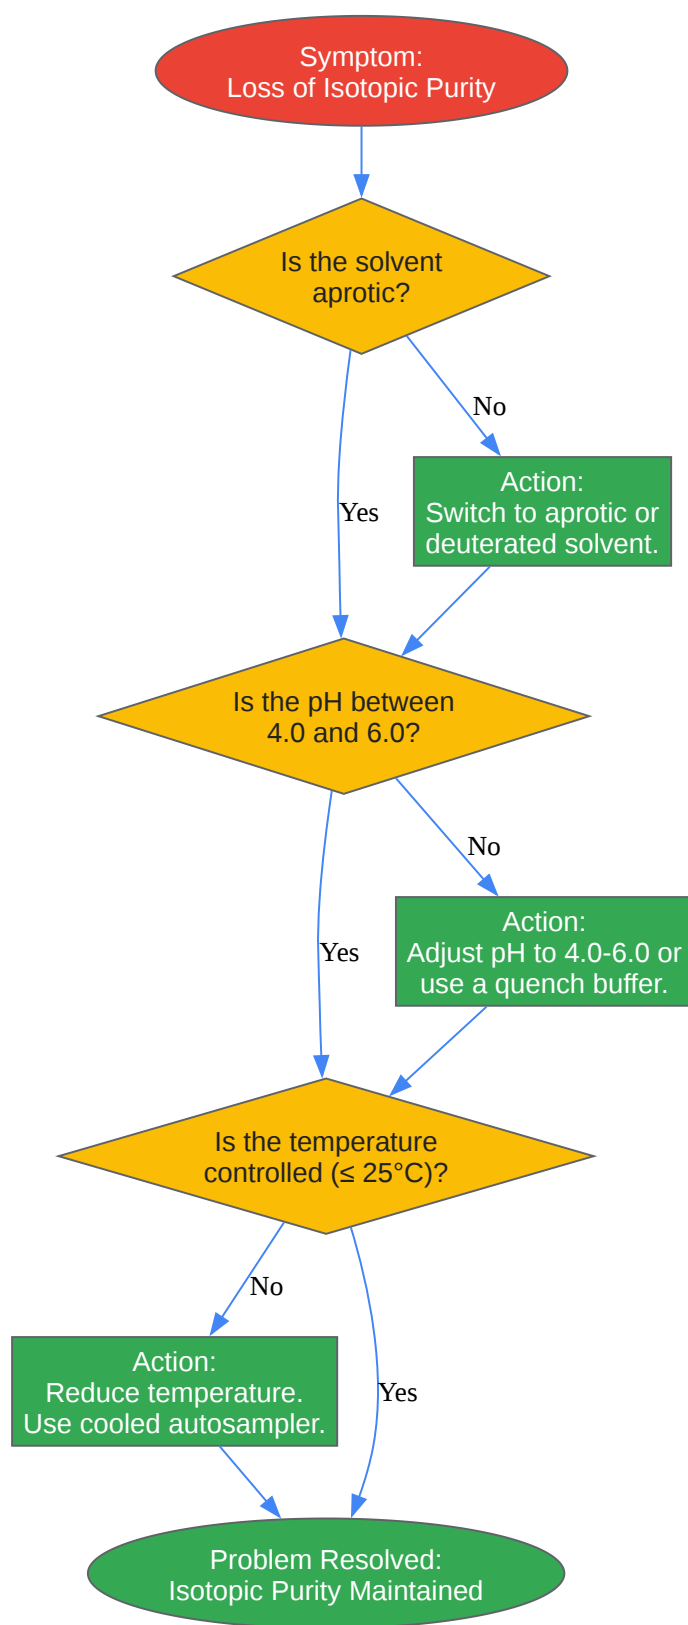 Symptom:
Loss of Isotopic Purity
Is the solvent
aprotic?
No
Action:
Switch to aprotic or
deuterated solvent.
Yes
Is the pH between
4.0 and 6.0?
No
Action:
Adjust pH to 4.0-6.0 or
use a quench buffer.
Yes
Is the temperature
controlled (≤ 25°C)?
No
Action:
Reduce temperature.
Use cooled autosampler.
Yes
Problem Resolved:
Isotopic Purity Maintained